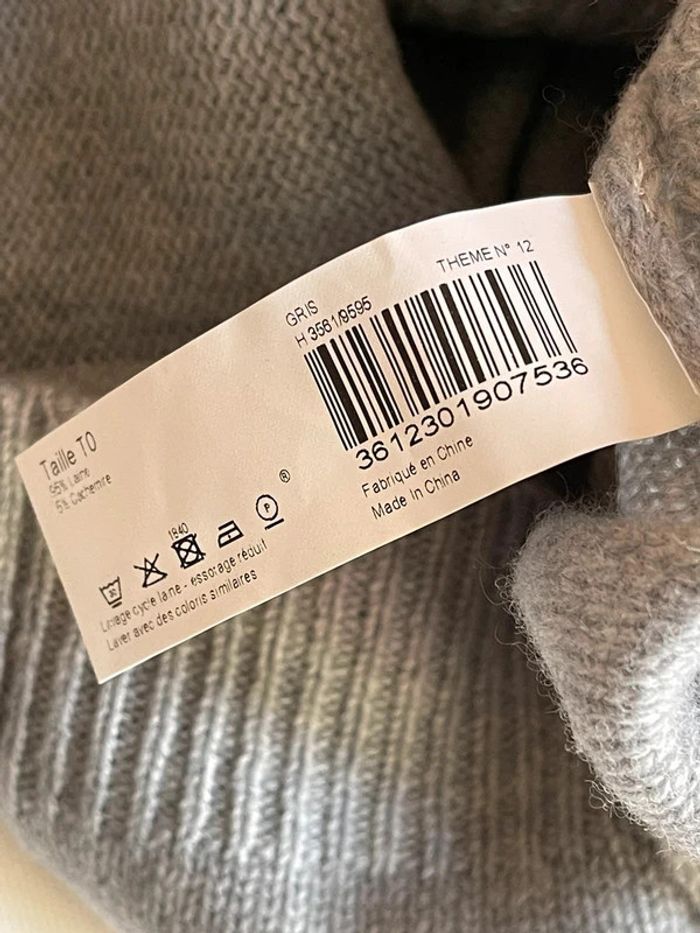 THEME N° 12
GRIS
H 3561/9595
3612301907536
Fabriqué en Chine
Made In China
Taille T0
95% Laine
5% Cachemire
1840
®
P
30
Lavage cycle laine - essorage réduit
Laver avec des coloris similaires